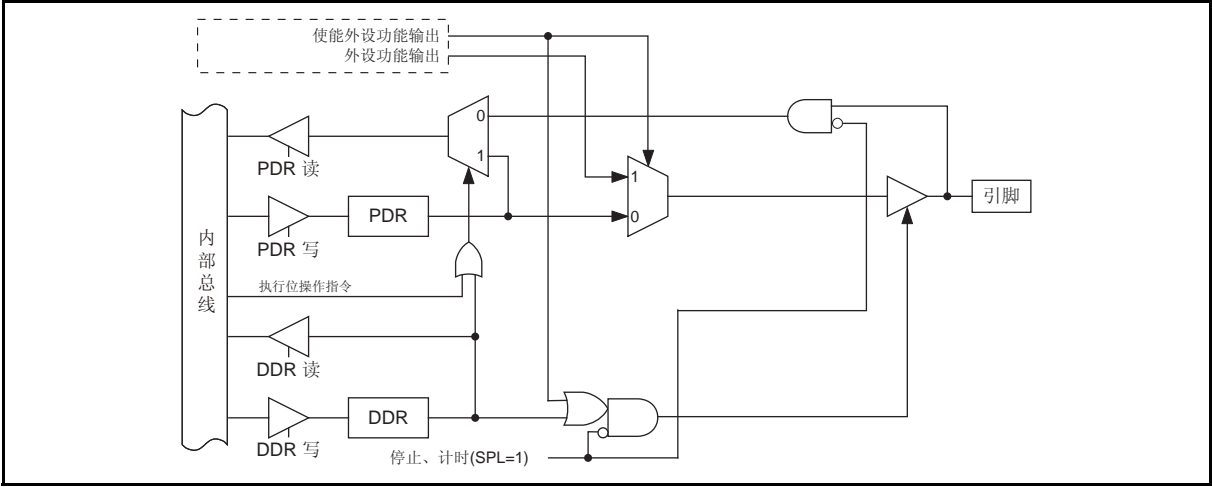 使能外设功能输出
外设功能输出
0
1
PDR 读
1
引脚
PDR
0
PDR 写
内部总线
执行位操作指令
DDR 读
DDR
DDR 写
停止、计时(SPL=1)